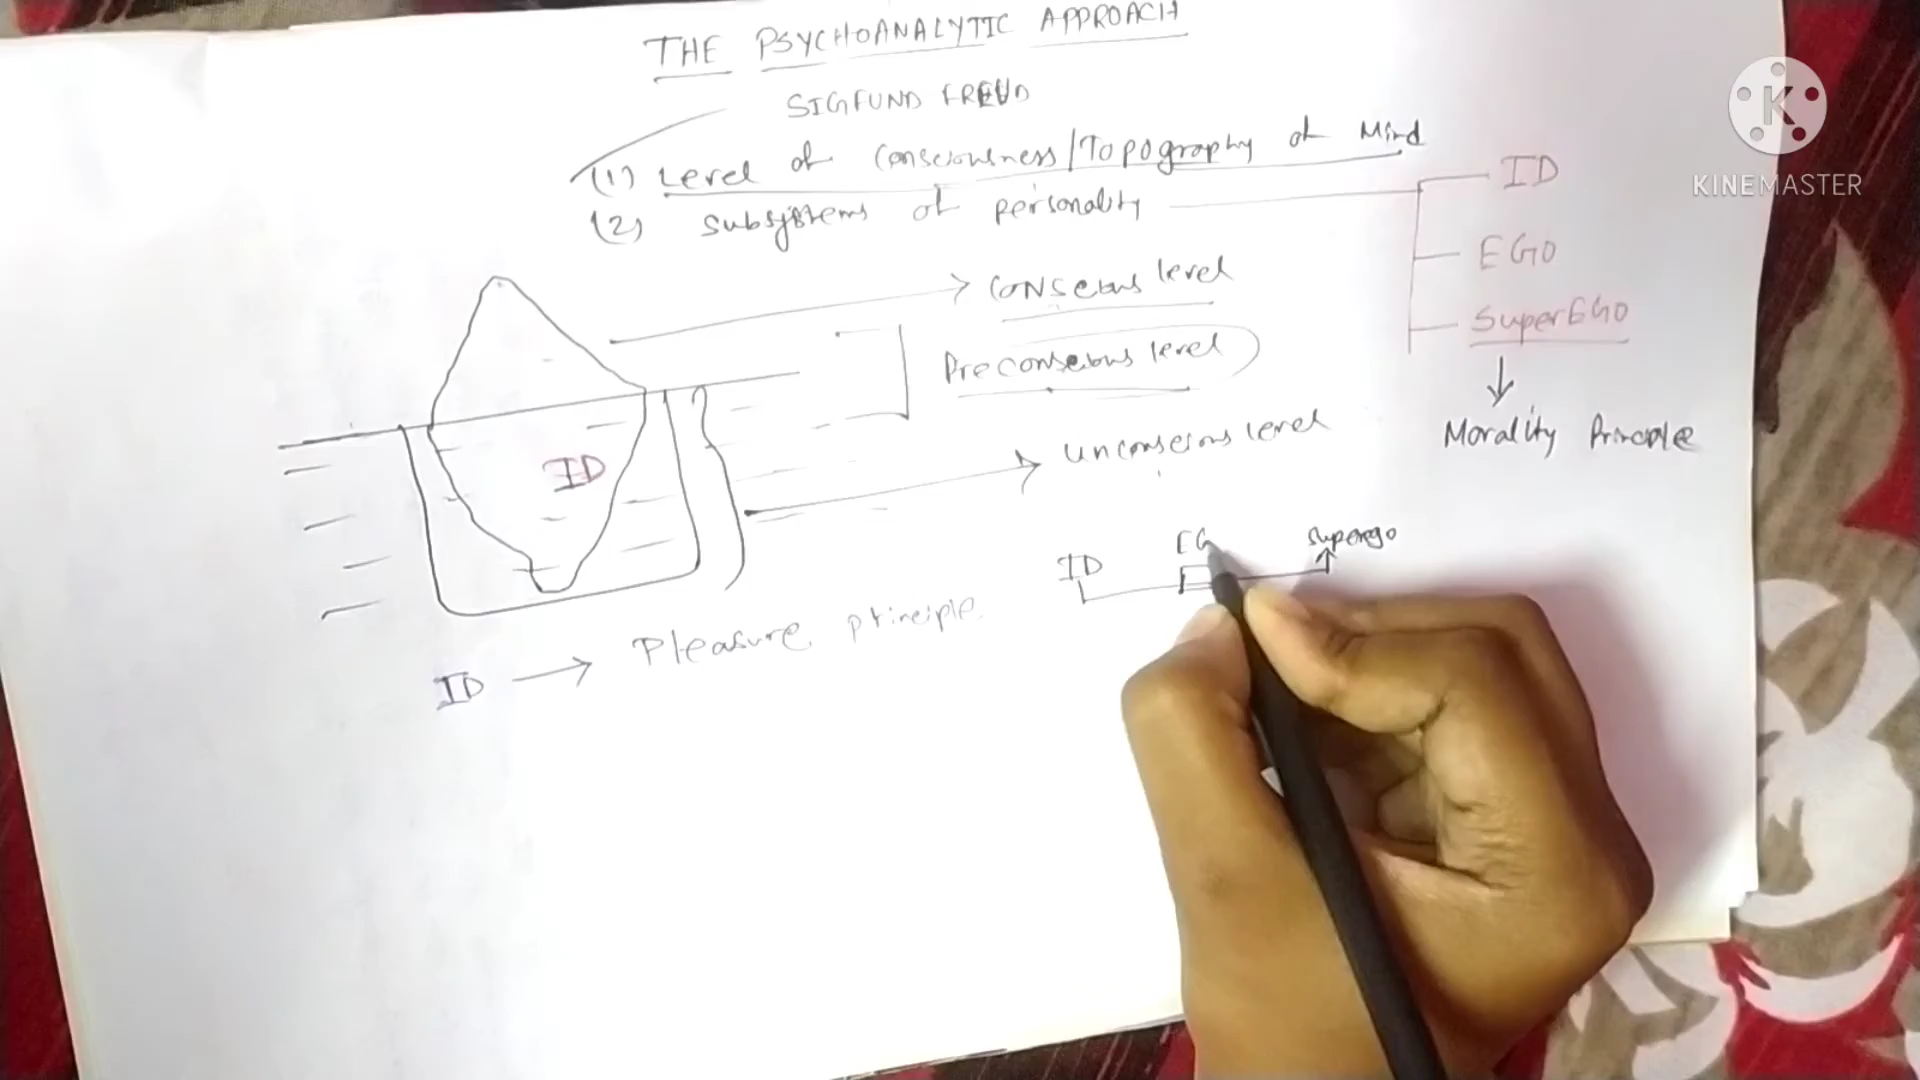 THE PSYCHOANALYTIC APPROACH
SIGFUND FREUD
(1) Level of Consciousness/Topography of Mind
(2) subsystems of personality
ID
EGO
SuperEGO
Morality Principle
Conscious level
Preconscious level
Unconscious level
ID
ID
EG
Superego
ID → Pleasure principle
K
KINEMASTER